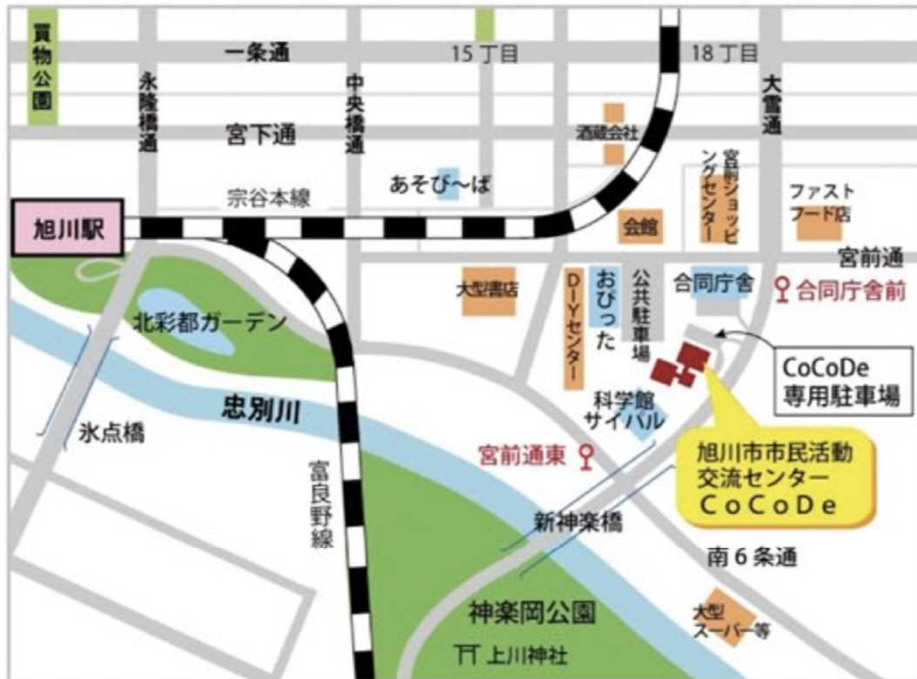 買物公園
一条通
15丁目
18丁目
永隆橋通
中央橋通
大雪通
宮下通
酒蔵会社
あそび～ば
宗谷本線
旭川駅
会館
宮前ショッピ
ングセンター
ファスト
フード店
宮前通
大型書店
DIYセンター
おぴった
公共駐車場
合同庁舎
合同庁舎前
北彩都ガーデン
CoCoDe
専用駐車場
忠別川
氷点橋
科学館
サイパル
宮前通東
旭川市市民活動
交流センター
CoCoDe
富良野線
新神楽橋
南6条通
神楽岡公園
大型
スーパー等
上川神社